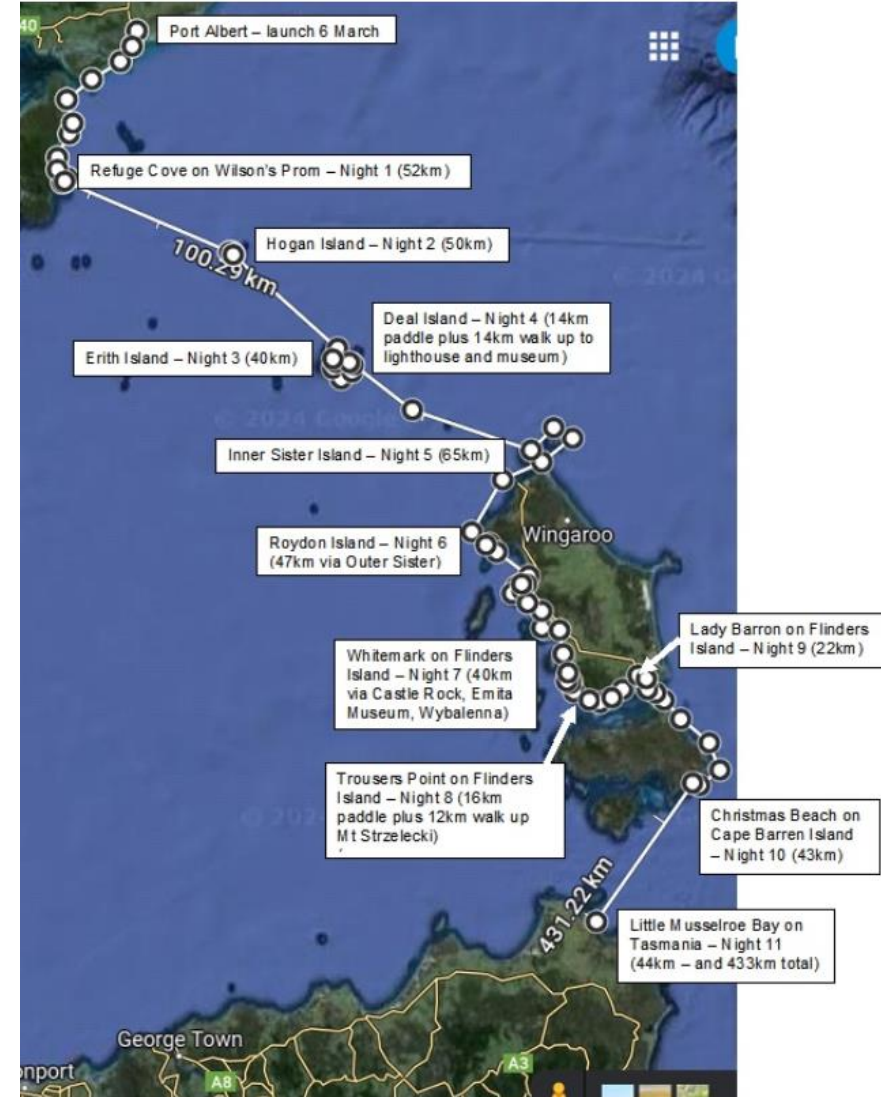 40
Port Albert – launch 6 March
Refuge Cove on Wilson's Prom – Night 1 (52km)
Hogan Island – Night 2 (50km)
100.29 km
Deal Island – Night 4 (14km
paddle plus 14km walk up to
lighthouse and museum)
Erith Island – Night 3 (40km)
Inner Sister Island – Night 5 (65km)
Wingaroo
Roydon Island – Night 6
(47km via Outer Sister)
Lady Barron on Flinders
Island – Night 9 (22km)
Whitemark on Flinders
Island – Night 7 (40km
via Castle Rock, Emita
Museum, Wybalenna)
Trousers Point on Flinders
Island – Night 8 (16km
paddle plus 12km walk up
Mt Strzelecki)
Christmas Beach on
Cape Barren Island
– Night 10 (43km)
431.22 km
Little Musselroe Bay on
Tasmania – Night 11
(44km – and 433km total)
George Town
onport
A8
A3